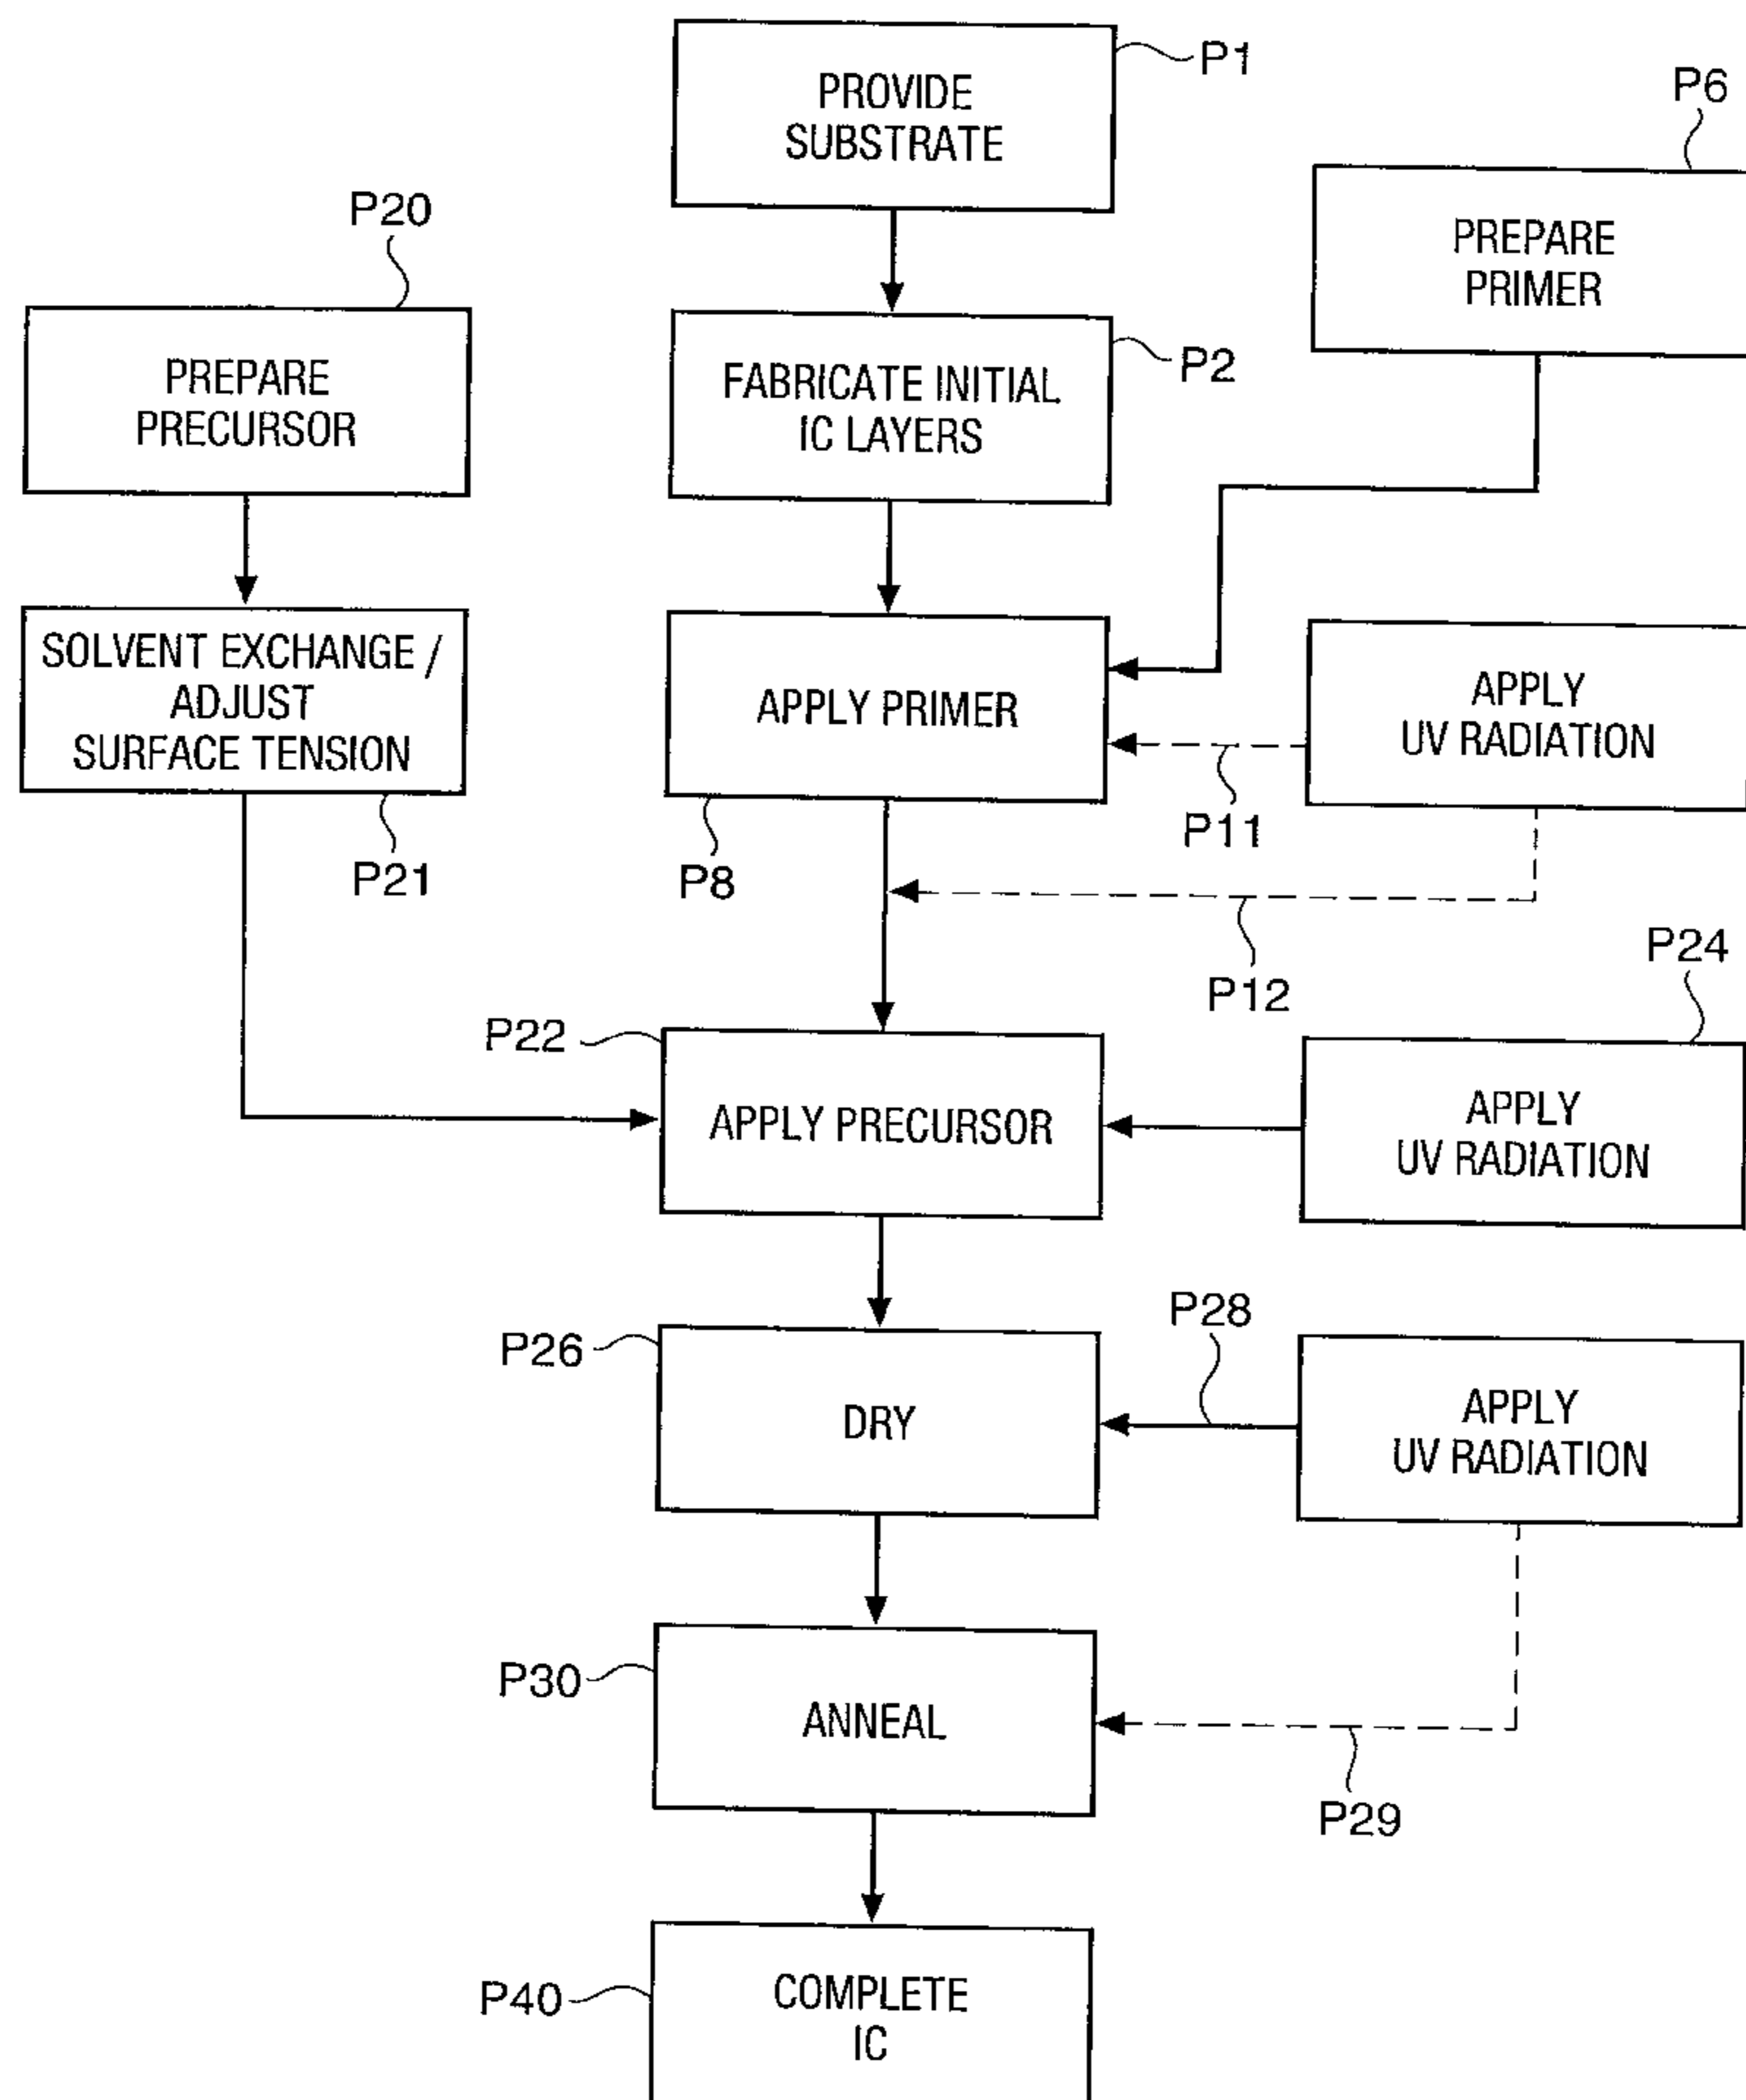 PROVIDE
SUBSTRATE
P1
P6
PREPARE
PRIMER
P20
PREPARE
PRECURSOR
FABRICATE INITIAL
IC LAYERS
P2
SOLVENT EXCHANGE /
ADJUST
SURFACE TENSION
P21
APPLY PRIMER
P8
APPLY
UV RADIATION
P11
P12
P24
P22
APPLY PRECURSOR
APPLY
UV RADIATION
P26
DRY
P28
APPLY
UV RADIATION
P30
ANNEAL
P29
P40
COMPLETE
IC